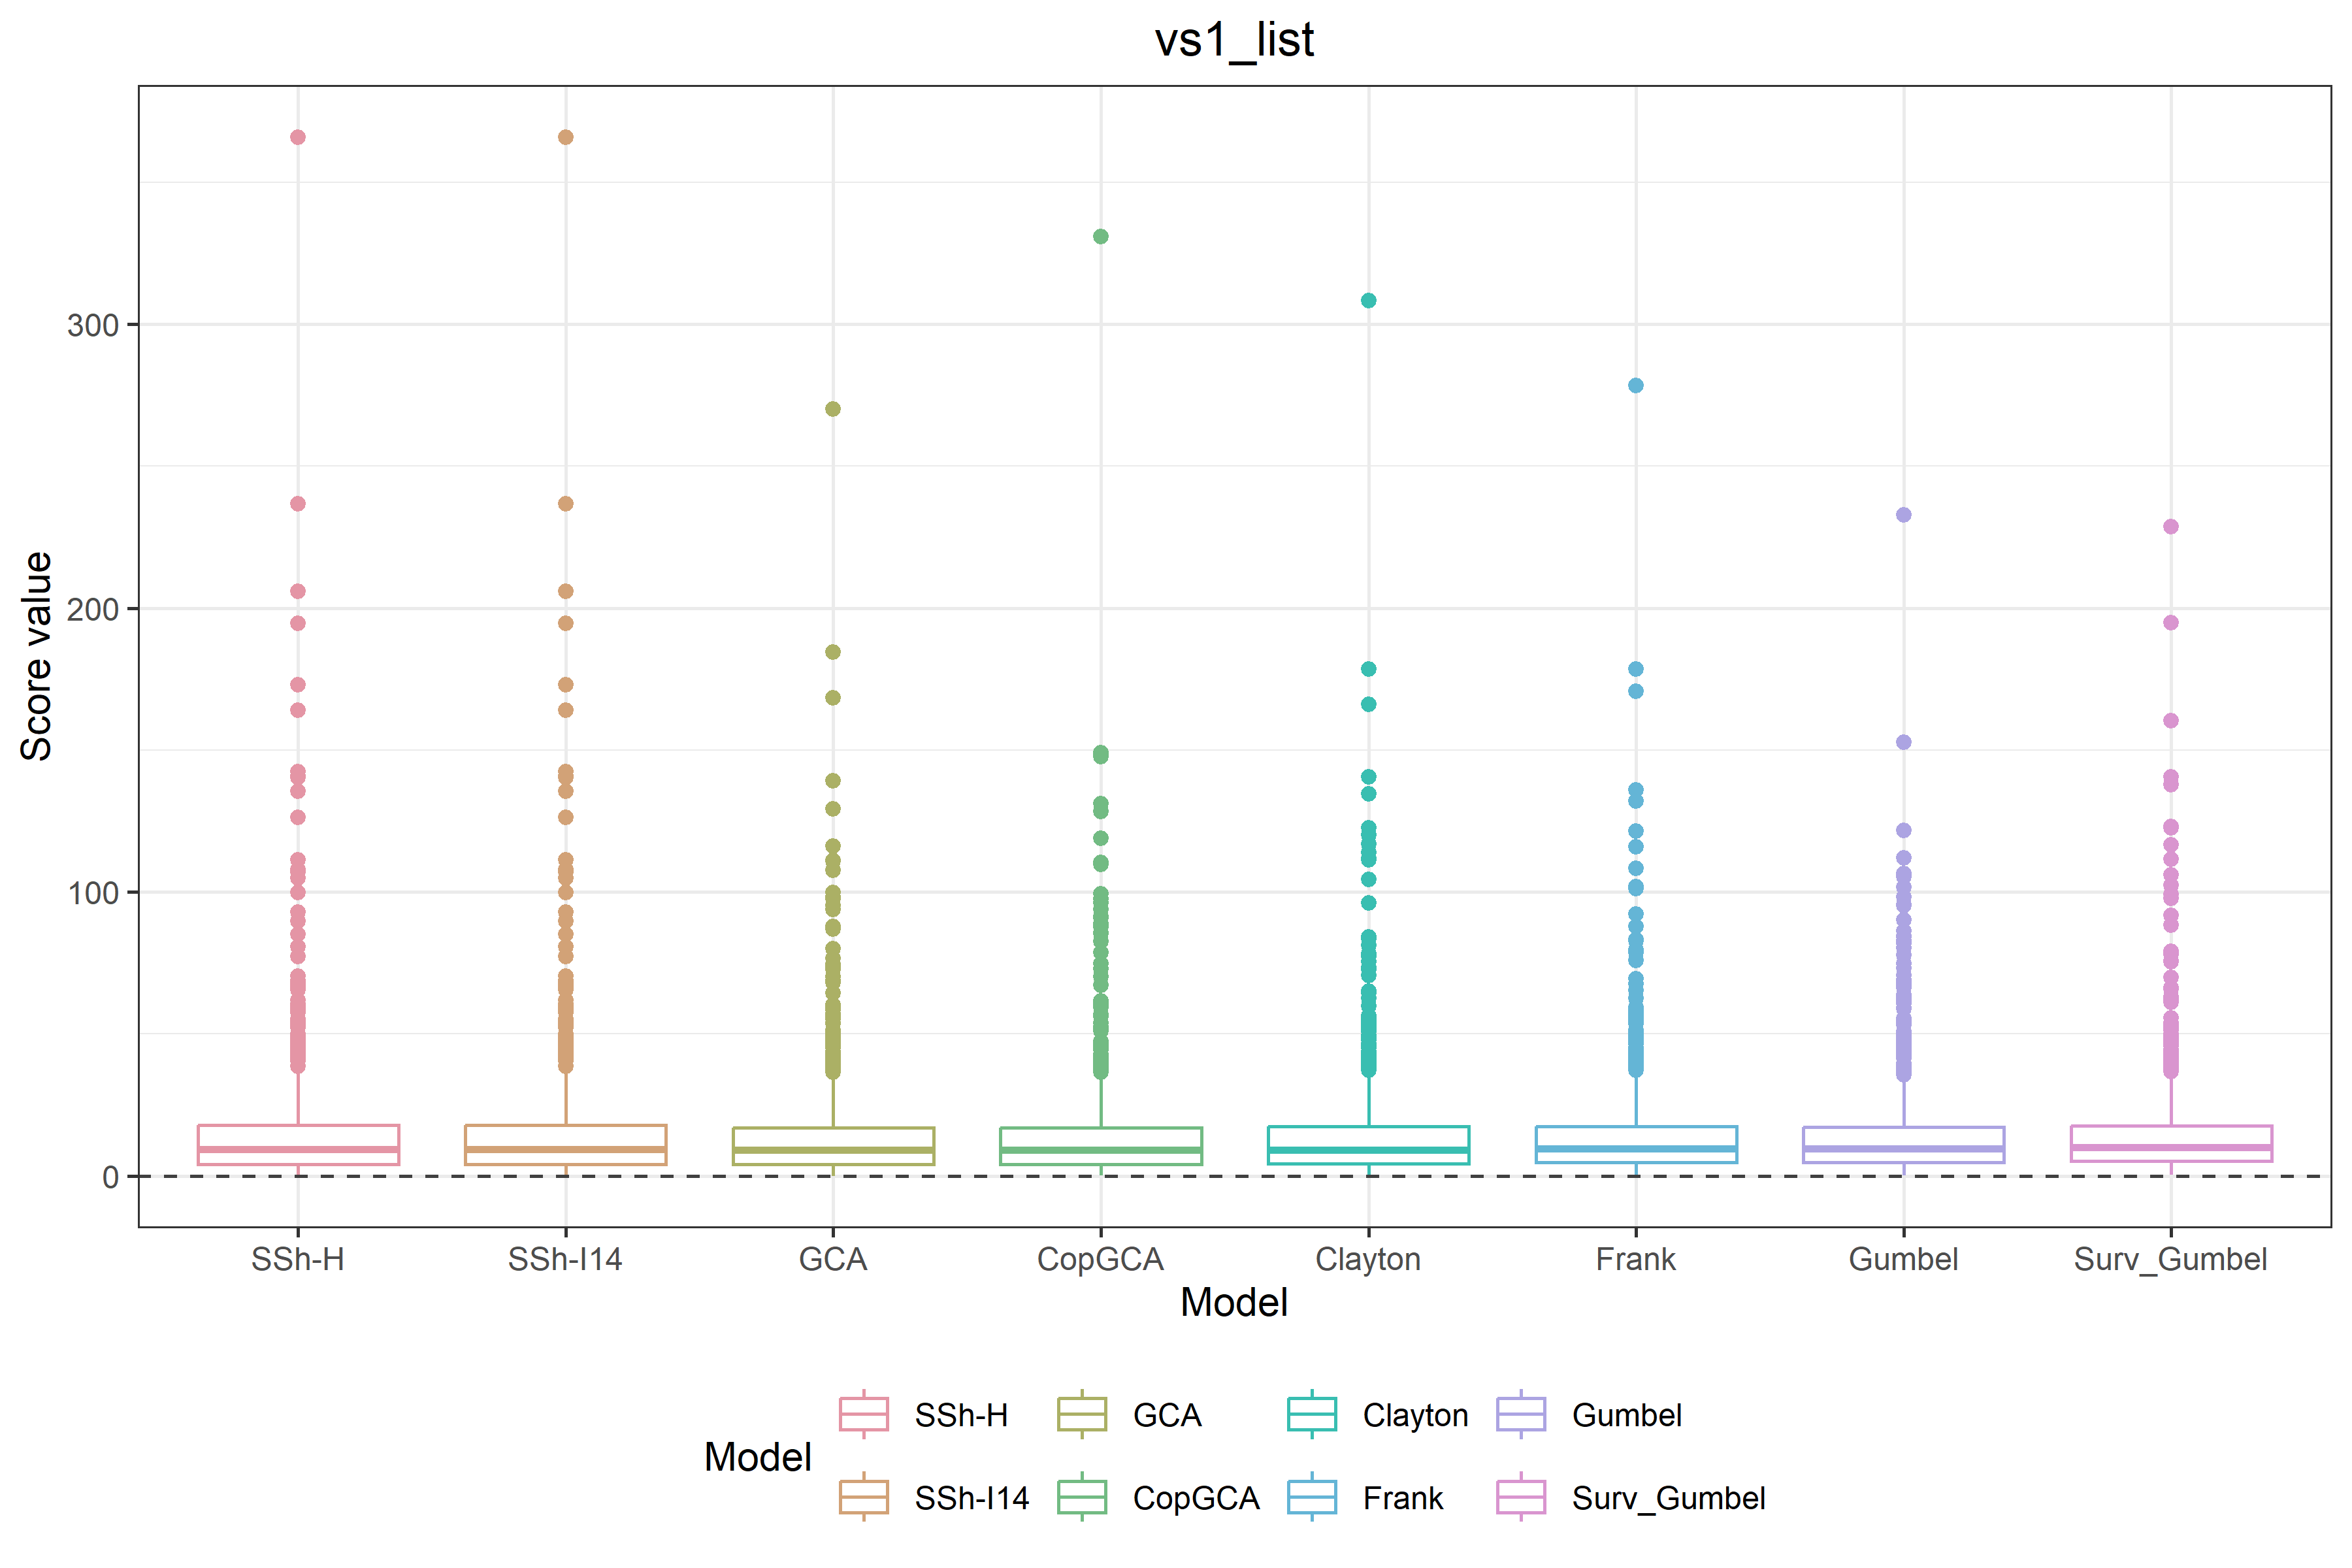 vs1_list
Score value
300
200
100
0
SSh-H SSh-I14 GCA CopGCA Clayton Frank Gumbel Surv_Gumbel
Model
Model
SSh-H GCA Clayton Gumbel
SSh-I14 CopGCA Frank Surv_Gumbel